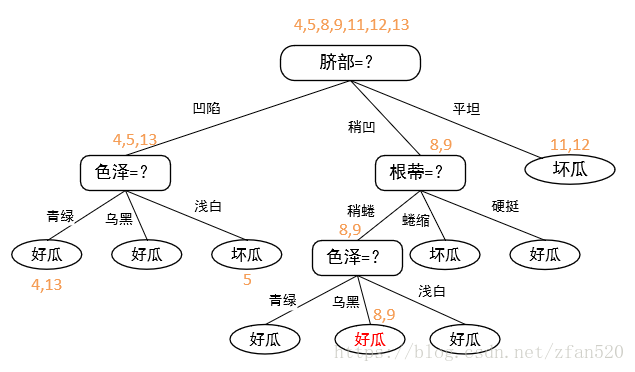 4,5,8,9,11,12,13
脐部=?
凹陷
稍凹
平坦
4,5,13
8,9
11,12
色泽=?
根蒂=?
坏瓜
青绿
乌黑
浅白
稍蜷
蜷缩
硬挺
8,9
好瓜
好瓜
坏瓜
色泽=?
坏瓜
好瓜
4,13
5
青绿
乌黑
8,9
浅白
好瓜
好瓜
好瓜
https://blog.csdn.net/zfan520